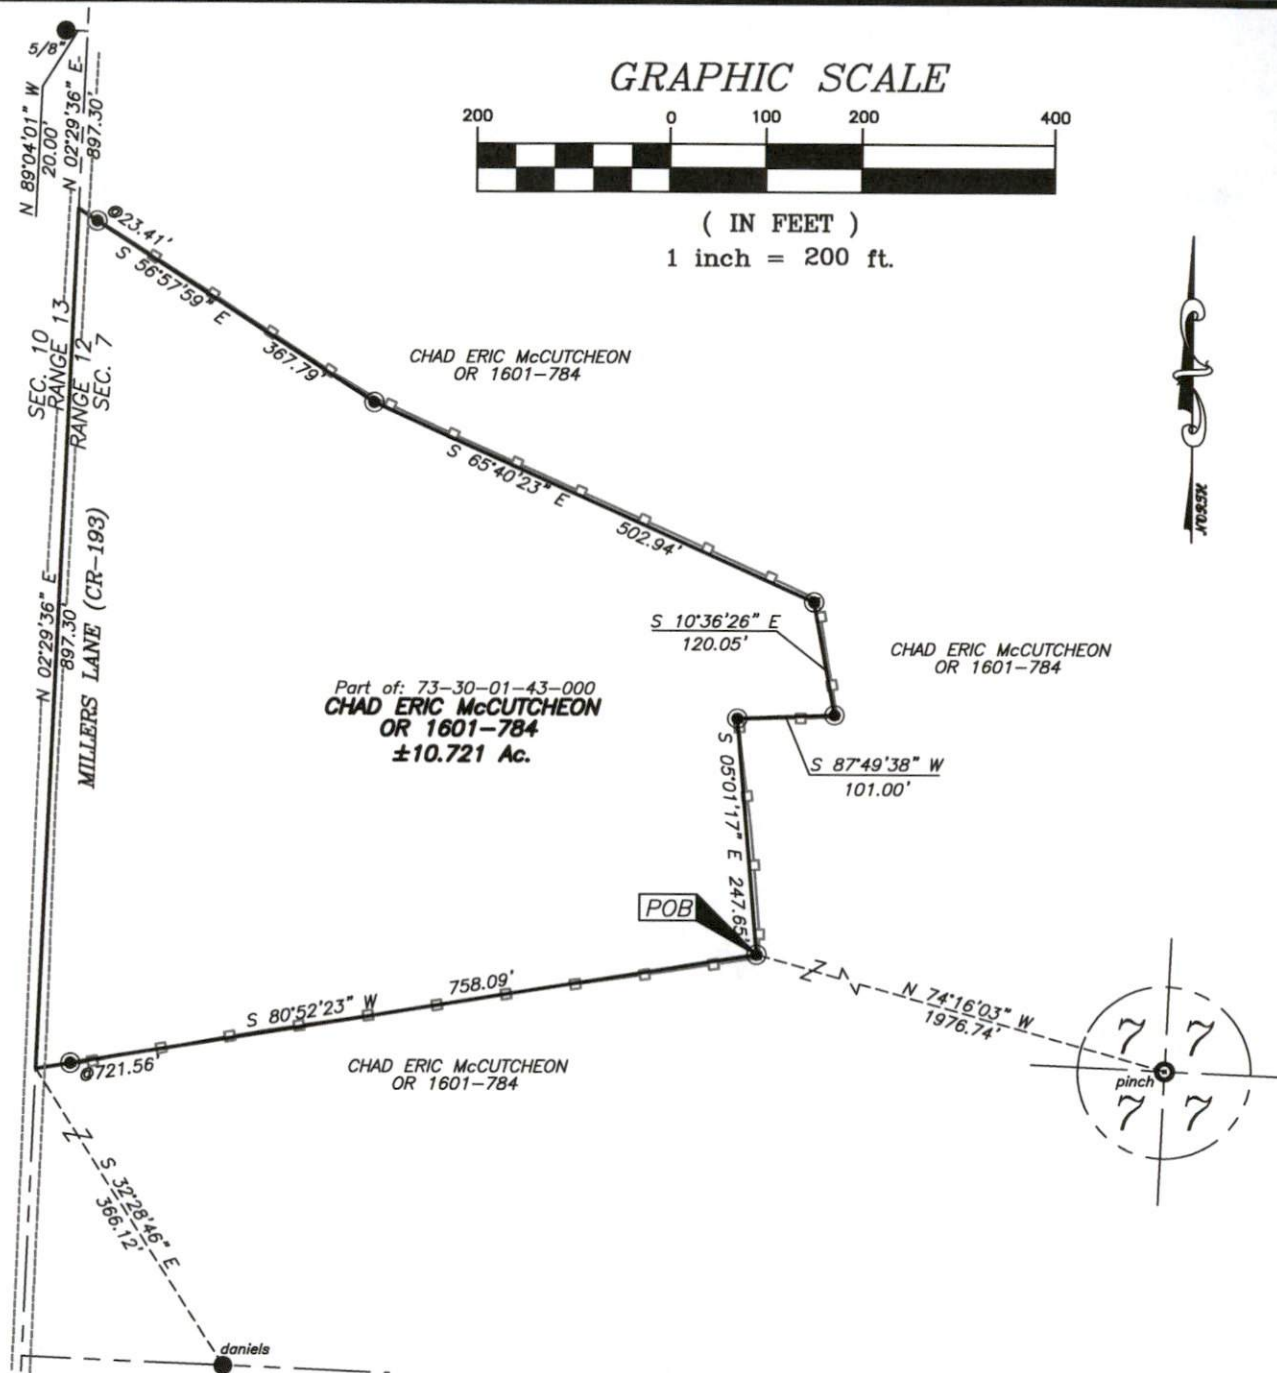 GRAPHIC SCALE
200 0 100 200 400
( IN FEET )
1 inch = 200 ft.
5/8"
N 89°04'01" W
20.00'
N 02°29'36" E
897.30'
@23.41'
S 56°57'59" E
367.79'
SEC. 10
RANGE 13
RANGE 12
SEC. 7
CHAD ERIC McCUTCHEON
OR 1601-784
S 65°40'23" E
502.94'
NORSK
N 02°29'36" E
897.30'
MILLERS LANE (CR-193)
S 10°36'26" E
120.05'
CHAD ERIC McCUTCHEON
OR 1601-784
Part of: 73-30-01-43-000
CHAD ERIC McCUTCHEON
OR 1601-784
±10.721 Ac.
S 87°49'38" W
101.00'
S 05°01'17" E 247.65'
POB
758.09'
S 80°52'23" W
@721.56'
CHAD ERIC McCUTCHEON
OR 1601-784
N 74°16'03" W
1976.74'
7 7
pinch
7 7
S 32°28'46" E
366.12'
daniels